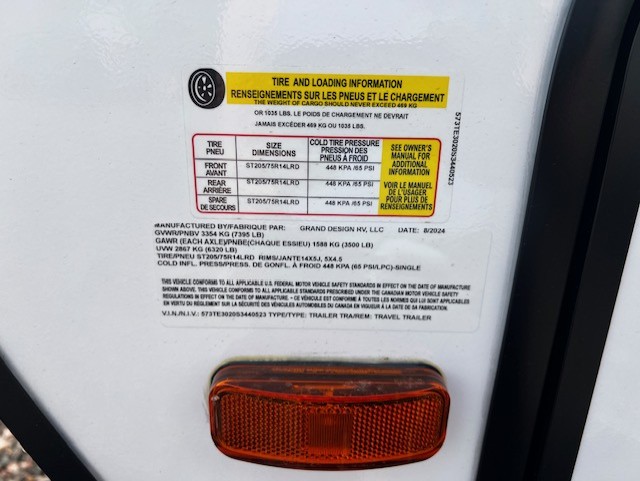 TIRE AND LOADING INFORMATION
RENSEIGNEMENTS SUR LES PNEUS ET LE CHARGEMENT
THE WEIGHT OF CARGO SHOULD NEVER EXCEED 469 KG
OR 1035 LBS. LE POIDS DE CHARGEMENT NE DEVRAIT
JAMAIS EXCÉDER 469 KG OU 1035 LBS.
TIRE PNEU SIZE DIMENSIONS COLD TIRE PRESSURE PRESSION DES PNEUS À FROID
FRONT AVANT ST205/75R14LRD 448 KPA /65 PSI
REAR ARRIÈRE ST205/75R14LRD 448 KPA /65 PSI
SPARE DE SECOURS ST205/75R14LRD 448 KPA /65 PSI
SEE OWNER'S
MANUAL FOR
ADDITIONAL
INFORMATION
VOIR LE MANUEL
DE L'USAGER
POUR PLUS DE
RENSEIGNEMENTS
573TE3020S3440523
MANUFACTURED BY/FABRIQUE PAR: GRAND DESIGN RV, LLC DATE: 8/2024
GVWR/PNBV 3354 KG (7395 LB)
GAWR (EACH AXLE)/PNBE(CHAQUE ESSIEU) 1588 KG (3500 LB)
UVW 2867 KG (6320 LB)
TIRE/PNEU ST205/75R14LRD RIMS/JANTE14X5J, 5X4.5
COLD INFL. PRESS/PRESS. DE GONFL. À FROID 448 KPA (65 PSI/LPC)-SINGLE
THIS VEHICLE CONFORMS TO ALL APPLICABLE U.S. FEDERAL MOTOR VEHICLE SAFETY STANDARDS IN EFFECT ON THE DATE OF MANUFACTURE
SHOWN ABOVE. THIS VEHICLE CONFORMS TO ALL APPLICABLE STANDARDS PRESCRIBED UNDER THE CANADIAN MOTOR VEHICLE SAFETY
REGULATIONS IN EFFECT ON THE DATE OF MANUFACTURE - CE VÉHICULE EST CONFORME À TOUTES LES NORMES QUI LUI SONT APPLICABLES
EN VERTU DU RÈGLEMENT SUR LA SÉCURITÉ DES VÉHICULES AUTOMOBILES DU CANADA EN VIGUEUR À LA DATE DE SA FABRICATION.
V.I.N./N.I.V.: 573TE3020S3440523 TYPE/TYPE: TRAILER TRA/REM: TRAVEL TRAILER